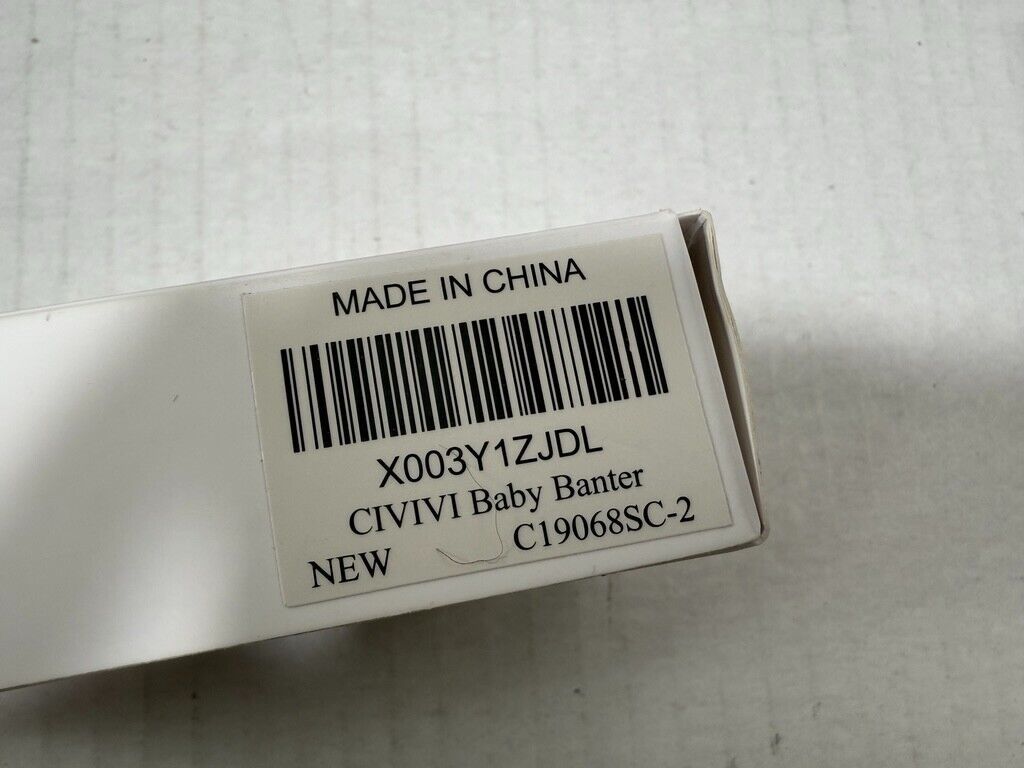 MADE IN CHINA
X003Y1ZJDL
CIVIVI Baby Banter
NEW C19068SC-2